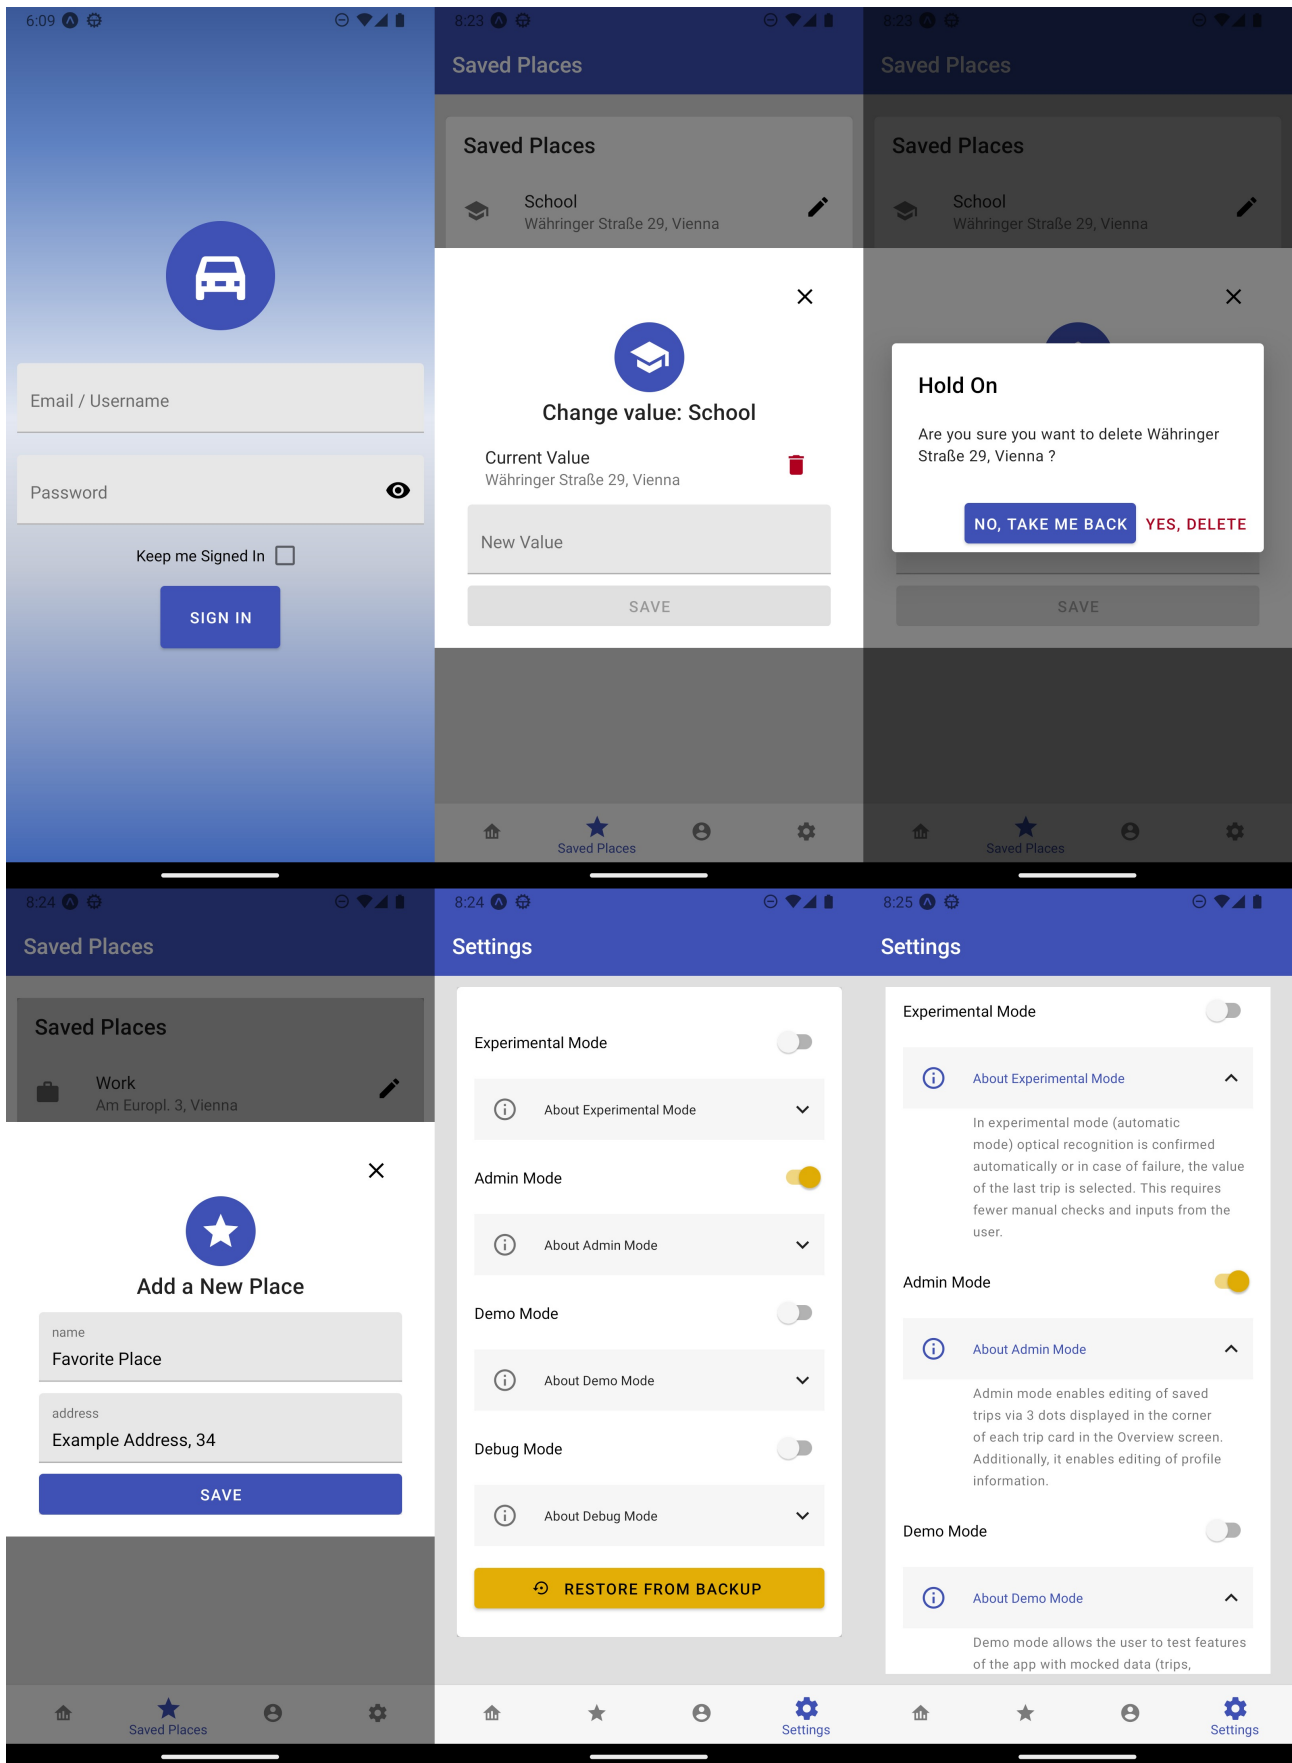 6:09
Email / Username
Password
Keep me Signed In
SIGN IN
8:23
Saved Places
Saved Places
School
Währinger Straße 29, Vienna
Change value: School
Current Value
Währinger Straße 29, Vienna
New Value
SAVE
Saved Places
8:23
Saved Places
Saved Places
School
Währinger Straße 29, Vienna
Hold On
Are you sure you want to delete Währinger
Straße 29, Vienna ?
NO, TAKE ME BACK
YES, DELETE
SAVE
Saved Places
8:24
Saved Places
Saved Places
Work
Am Europl. 3, Vienna
Add a New Place
name
Favorite Place
address
Example Address, 34
SAVE
Saved Places
8:24
Settings
Experimental Mode
About Experimental Mode
Admin Mode
About Admin Mode
Demo Mode
About Demo Mode
Debug Mode
About Debug Mode
RESTORE FROM BACKUP
Settings
8:25
Settings
Experimental Mode
About Experimental Mode
In experimental mode (automatic
mode) optical recognition is confirmed
automatically or in case of failure, the value
of the last trip is selected. This requires
fewer manual checks and inputs from the
user.
Admin Mode
About Admin Mode
Admin mode enables editing of saved
trips via 3 dots displayed in the corner
of each trip card in the Overview screen.
Additionally, it enables editing of profile
information.
Demo Mode
About Demo Mode
Demo mode allows the user to test features
of the app with mocked data (trips,
Settings